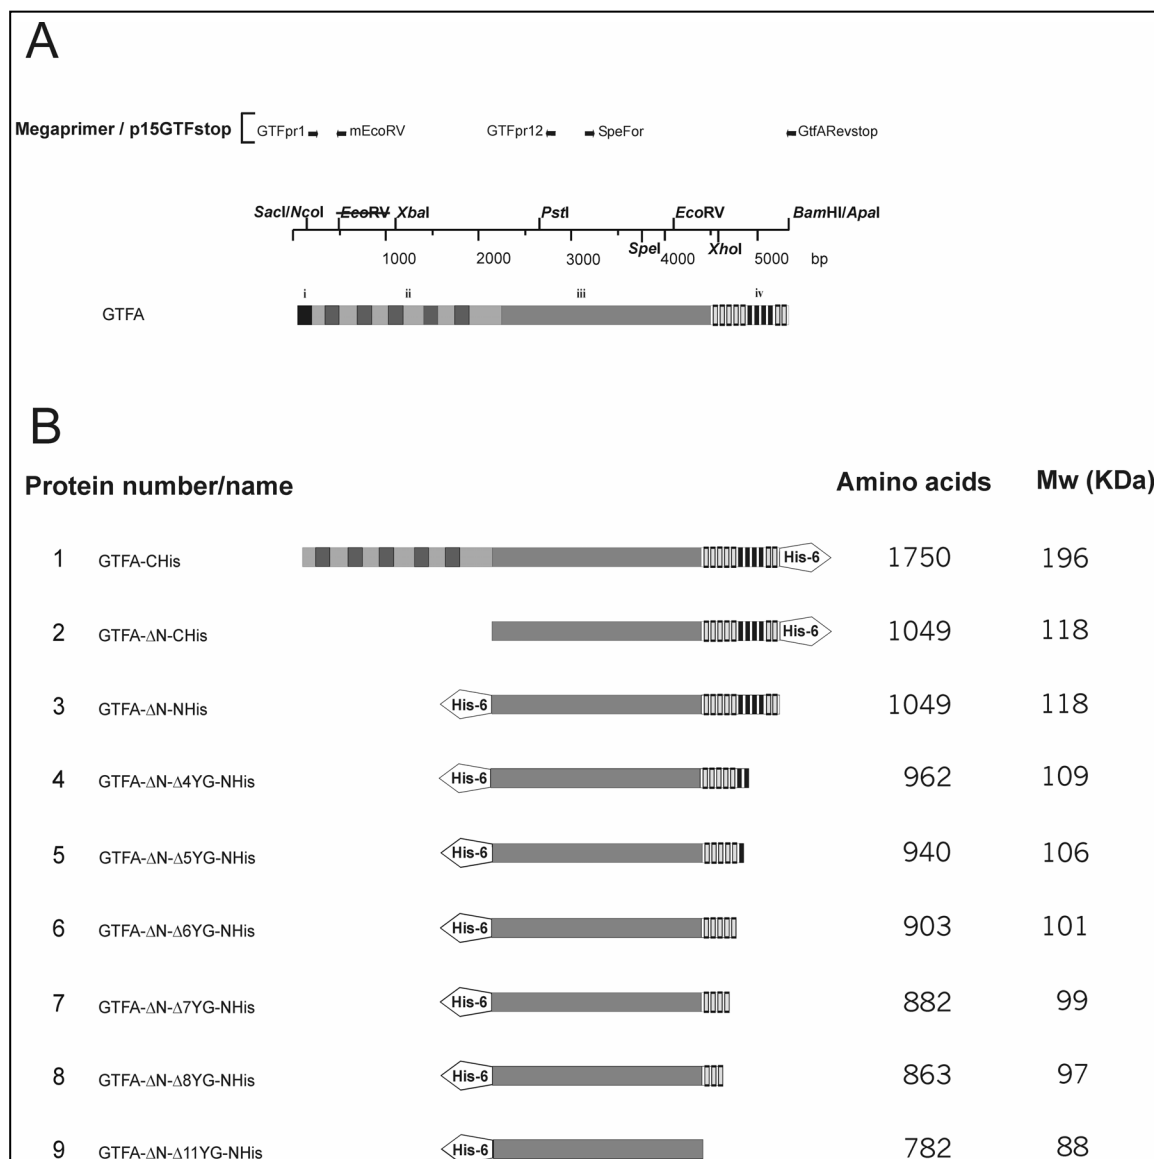 A
Megaprimer / p15GTFstop GTFpr1 mEcoRV GTFpr12 SpeFor GtfARevstop
SacI/NcoI EcoRV XbaI PstI EcoRV BamHI/ApaI
SpeI XhoI
1000 2000 3000 4000 5000 bp
i ii iii iv
GTFA
B
Protein number/name Amino acids Mw (KDa)
1 GTFA-CHis His-6 1750 196
2 GTFA-ΔN-CHis His-6 1049 118
3 GTFA-ΔN-NHis His-6 1049 118
4 GTFA-ΔN-Δ4YG-NHis His-6 962 109
5 GTFA-ΔN-Δ5YG-NHis His-6 940 106
6 GTFA-ΔN-Δ6YG-NHis His-6 903 101
7 GTFA-ΔN-Δ7YG-NHis His-6 882 99
8 GTFA-ΔN-Δ8YG-NHis His-6 863 97
9 GTFA-ΔN-Δ11YG-NHis His-6 782 88